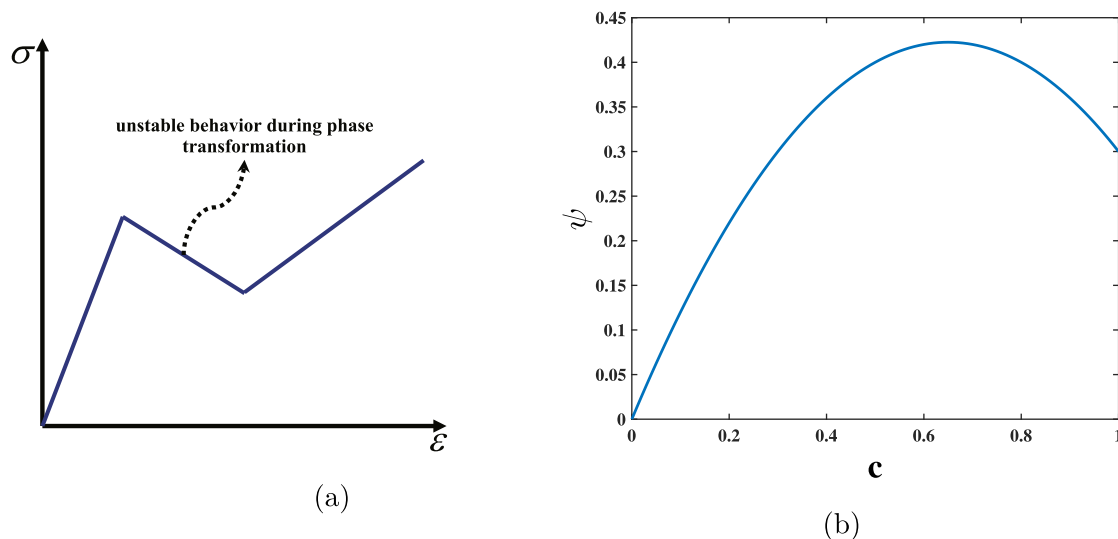 σ
unstable behavior during phase
transformation
ε
(a)
0.45
0.4
0.35
0.3
0.25
0.2
0.15
0.1
0.05
0
ψ
0 0.2 0.4 0.6 0.8 1
c
(b)